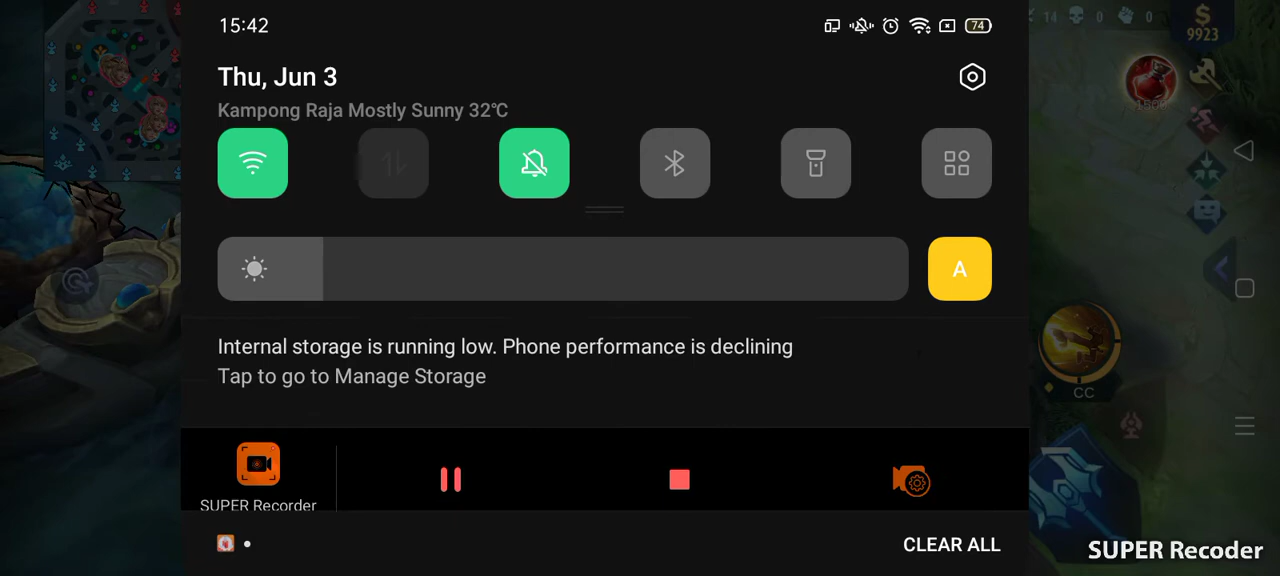 15:42
74
14 0 0
$
9923
Thu, Jun 3
Kampong Raja Mostly Sunny 32℃
A
Internal storage is running low. Phone performance is declining
Tap to go to Manage Storage
CC
SUPER Recorder
CLEAR ALL
SUPER Recoder